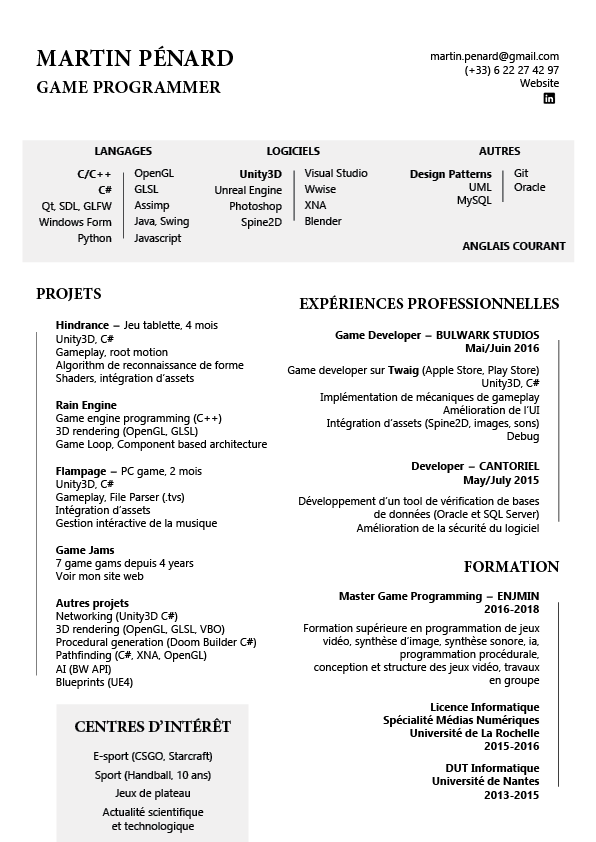 MARTIN PÉNARD
GAME PROGRAMMER
martin.penard@gmail.com
(+33) 6 22 27 42 97
Website
in
LANGAGES
C/C++
C#
Qt, SDL, GLFW
Windows Form
Python
OpenGL
GLSL
Assimp
Java, Swing
Javascript
LOGICIELS
Unity3D
Unreal Engine
Photoshop
Spine2D
Visual Studio
Wwise
XNA
Blender
AUTRES
Design Patterns
UML
MySQL
Git
Oracle
ANGLAIS COURANT
PROJETS
Hindrance – Jeu tablette, 4 mois
Unity3D, C#
Gameplay, root motion
Algorithm de reconnaissance de forme
Shaders, intégration d'assets
Rain Engine
Game engine programming (C++)
3D rendering (OpenGL, GLSL)
Game Loop, Component based architecture
Flampage – PC game, 2 mois
Unity3D, C#
Gameplay, File Parser (.tvs)
Intégration d'assets
Gestion intéractive de la musique
Game Jams
7 game gams depuis 4 years
Voir mon site web
Autres projets
Networking (Unity3D C#)
3D rendering (OpenGL, GLSL, VBO)
Procedural generation (Doom Builder C#)
Pathfinding (C#, XNA, OpenGL)
AI (BW API)
Blueprints (UE4)
CENTRES D'INTÉRÊT
E-sport (CSGO, Starcraft)
Sport (Handball, 10 ans)
Jeux de plateau
Actualité scientifique
et technologique
EXPÉRIENCES PROFESSIONNELLES
Game Developer – BULWARK STUDIOS
Mai/Juin 2016
Game developer sur Twaig (Apple Store, Play Store)
Unity3D, C#
Implémentation de mécaniques de gameplay
Amélioration de l'UI
Intégration d'assets (Spine2D, images, sons)
Debug
Developer – CANTORIEL
May/July 2015
Développement d'un tool de vérification de bases
de données (Oracle et SQL Server)
Amélioration de la sécurité du logiciel
FORMATION
Master Game Programming – ENJMIN
2016-2018
Formation supérieure en programmation de jeux
vidéo, synthèse d'image, synthèse sonore, ia,
programmation procédurale,
conception et structure des jeux vidéo, travaux
en groupe
Licence Informatique
Spécialité Médias Numériques
Université de La Rochelle
2015-2016
DUT Informatique
Université de Nantes
2013-2015